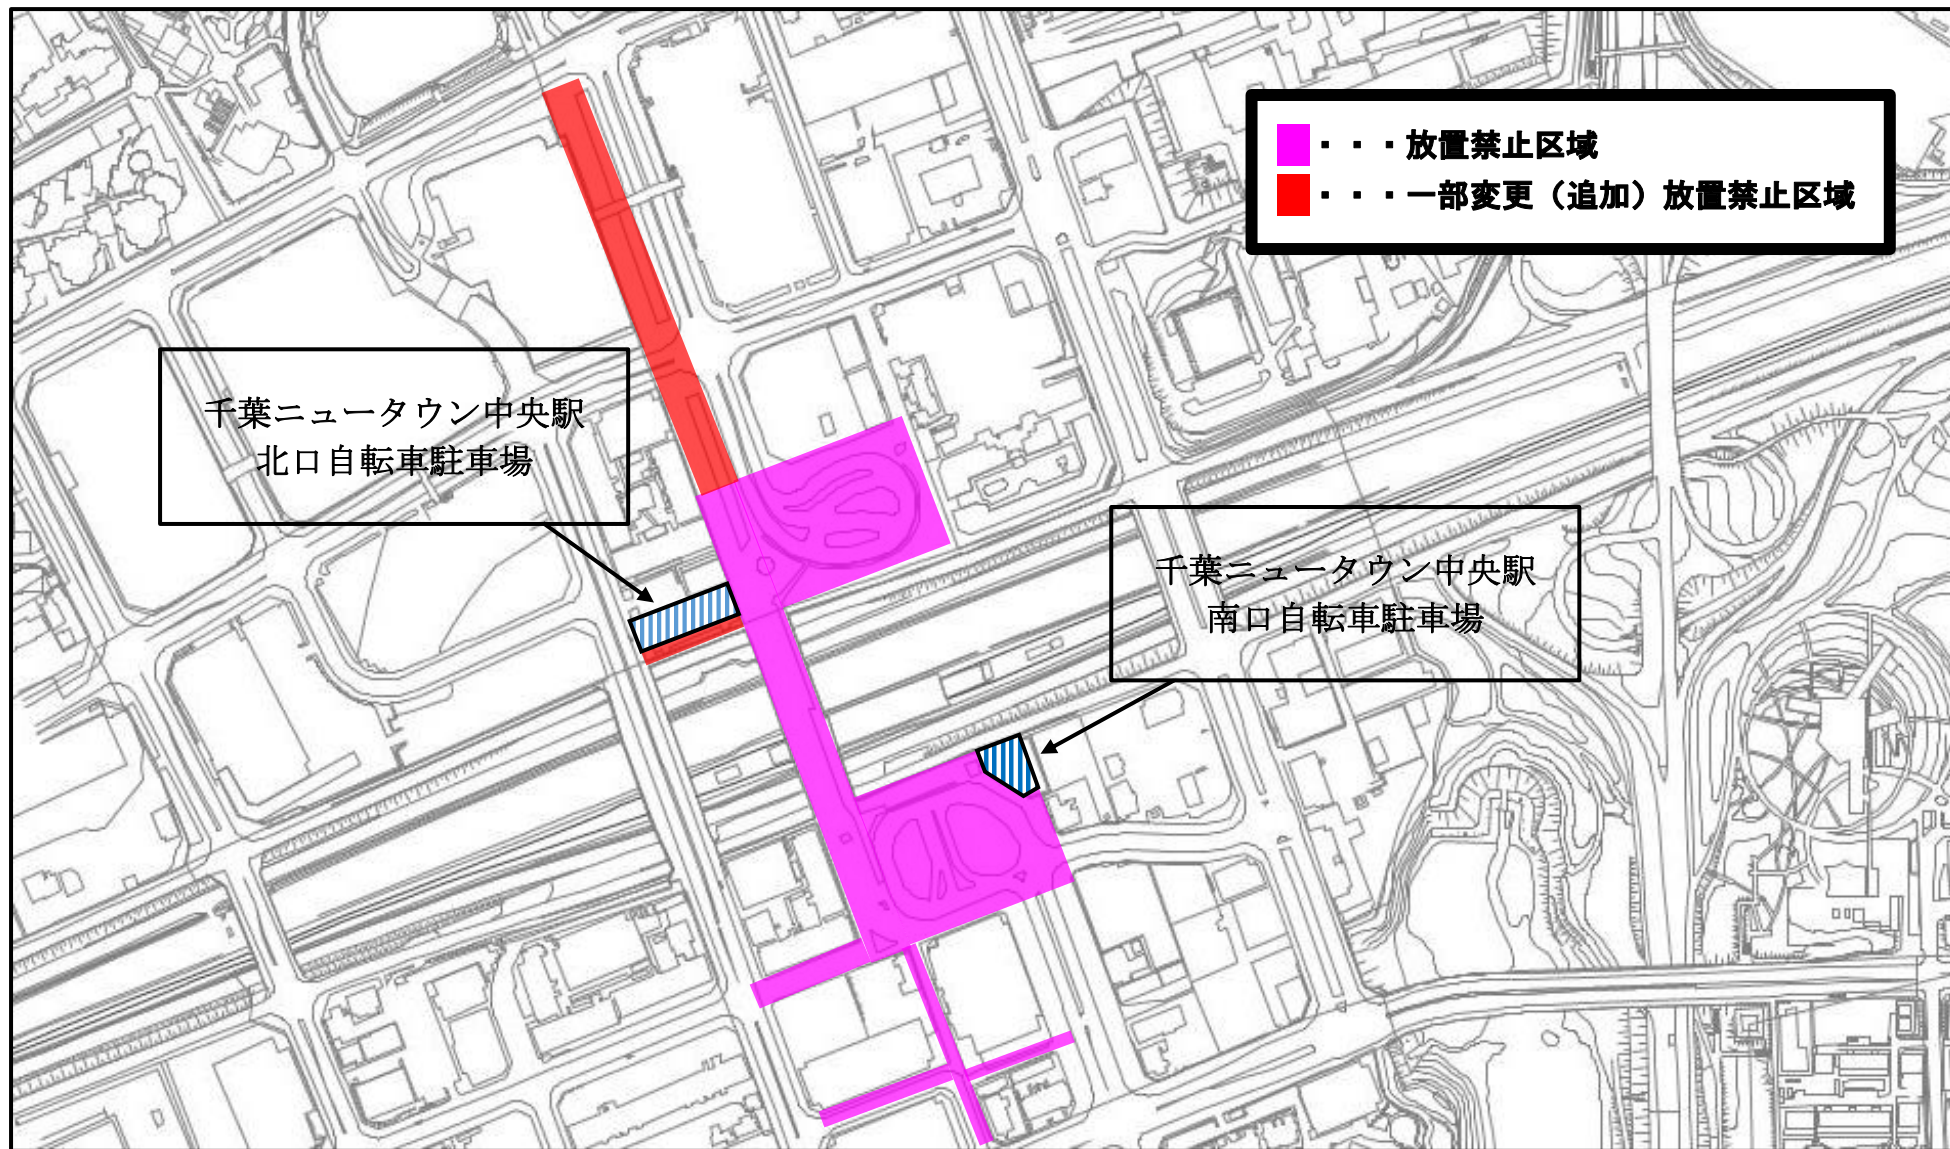 ・・・放置禁止区域
・・・一部変更（追加）放置禁止区域
千葉ニュータウン中央駅
北口自転車駐車場
千葉ニュータウン中央駅
南口自転車駐車場